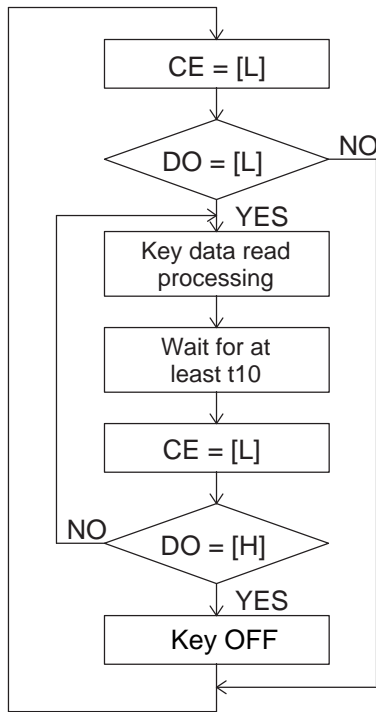 CE = [L]
NO
DO = [L]
YES
Key data read
processing
Wait for at
least t10
CE = [L]
NO
DO = [H]
YES
Key OFF